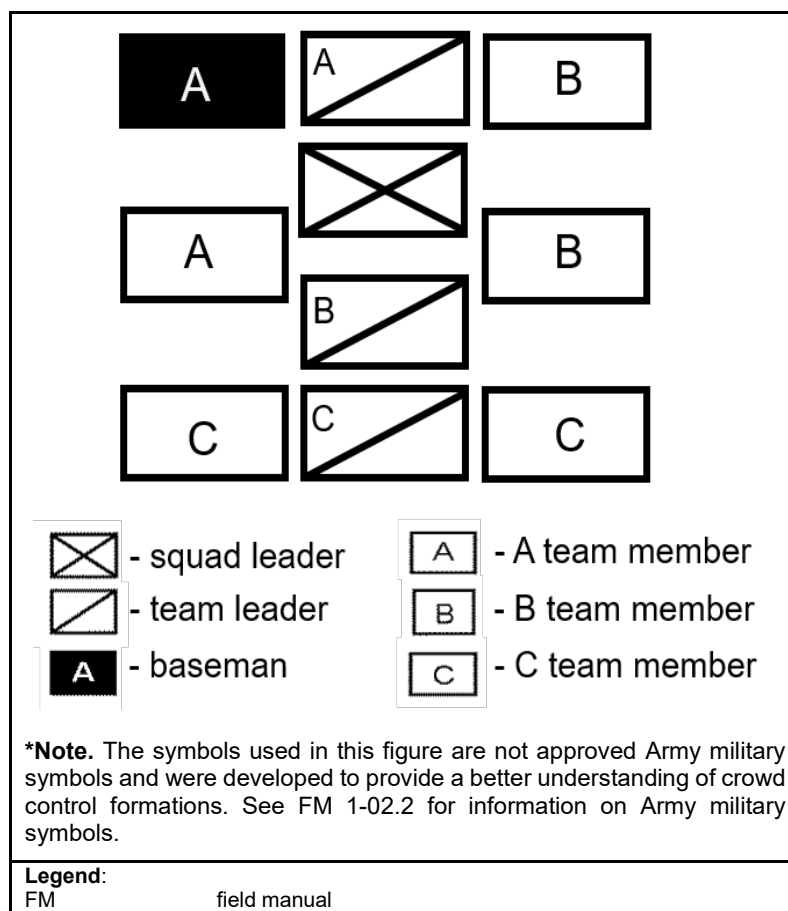 A A B
A B
B
C C C
- squad leader A - A team member
- team leader B - B team member
A - baseman C - C team member
*Note. The symbols used in this figure are not approved Army military
symbols and were developed to provide a better understanding of crowd
control formations. See FM 1-02.2 for information on Army military
symbols.
Legend:
FM field manual